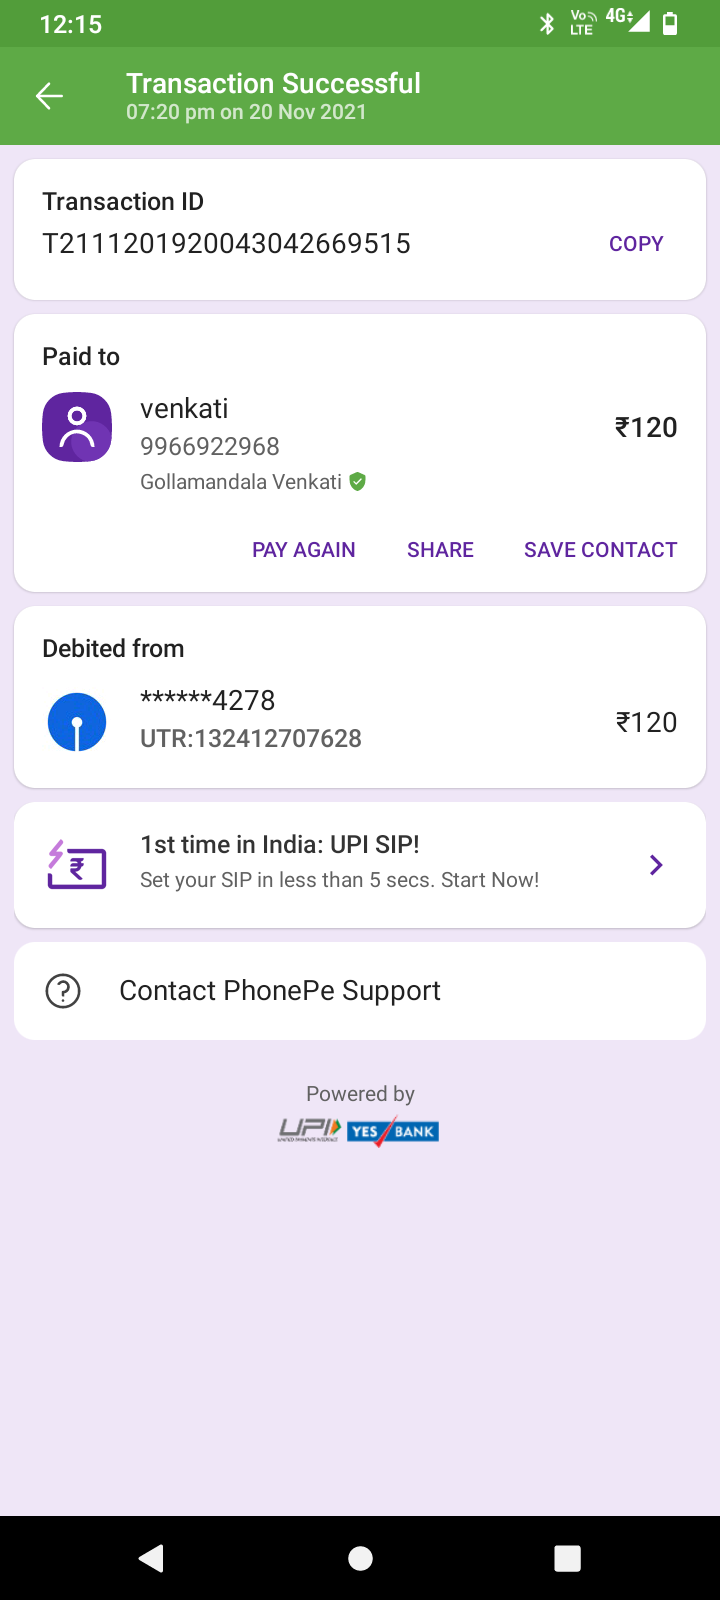 12:15
Vo LTE 4G
Transaction Successful
07:20 pm on 20 Nov 2021
Transaction ID
T2111201920043042669515
COPY
Paid to
venkati
9966922968
₹120
Gollamandala Venkati
PAY AGAIN SHARE SAVE CONTACT
Debited from
******4278
UTR:132412707628
₹120
1st time in India: UPI SIP!
Set your SIP in less than 5 secs. Start Now!
Contact PhonePe Support
Powered by
UPI YES BANK
UNIFIED PAYMENTS INTERFACE